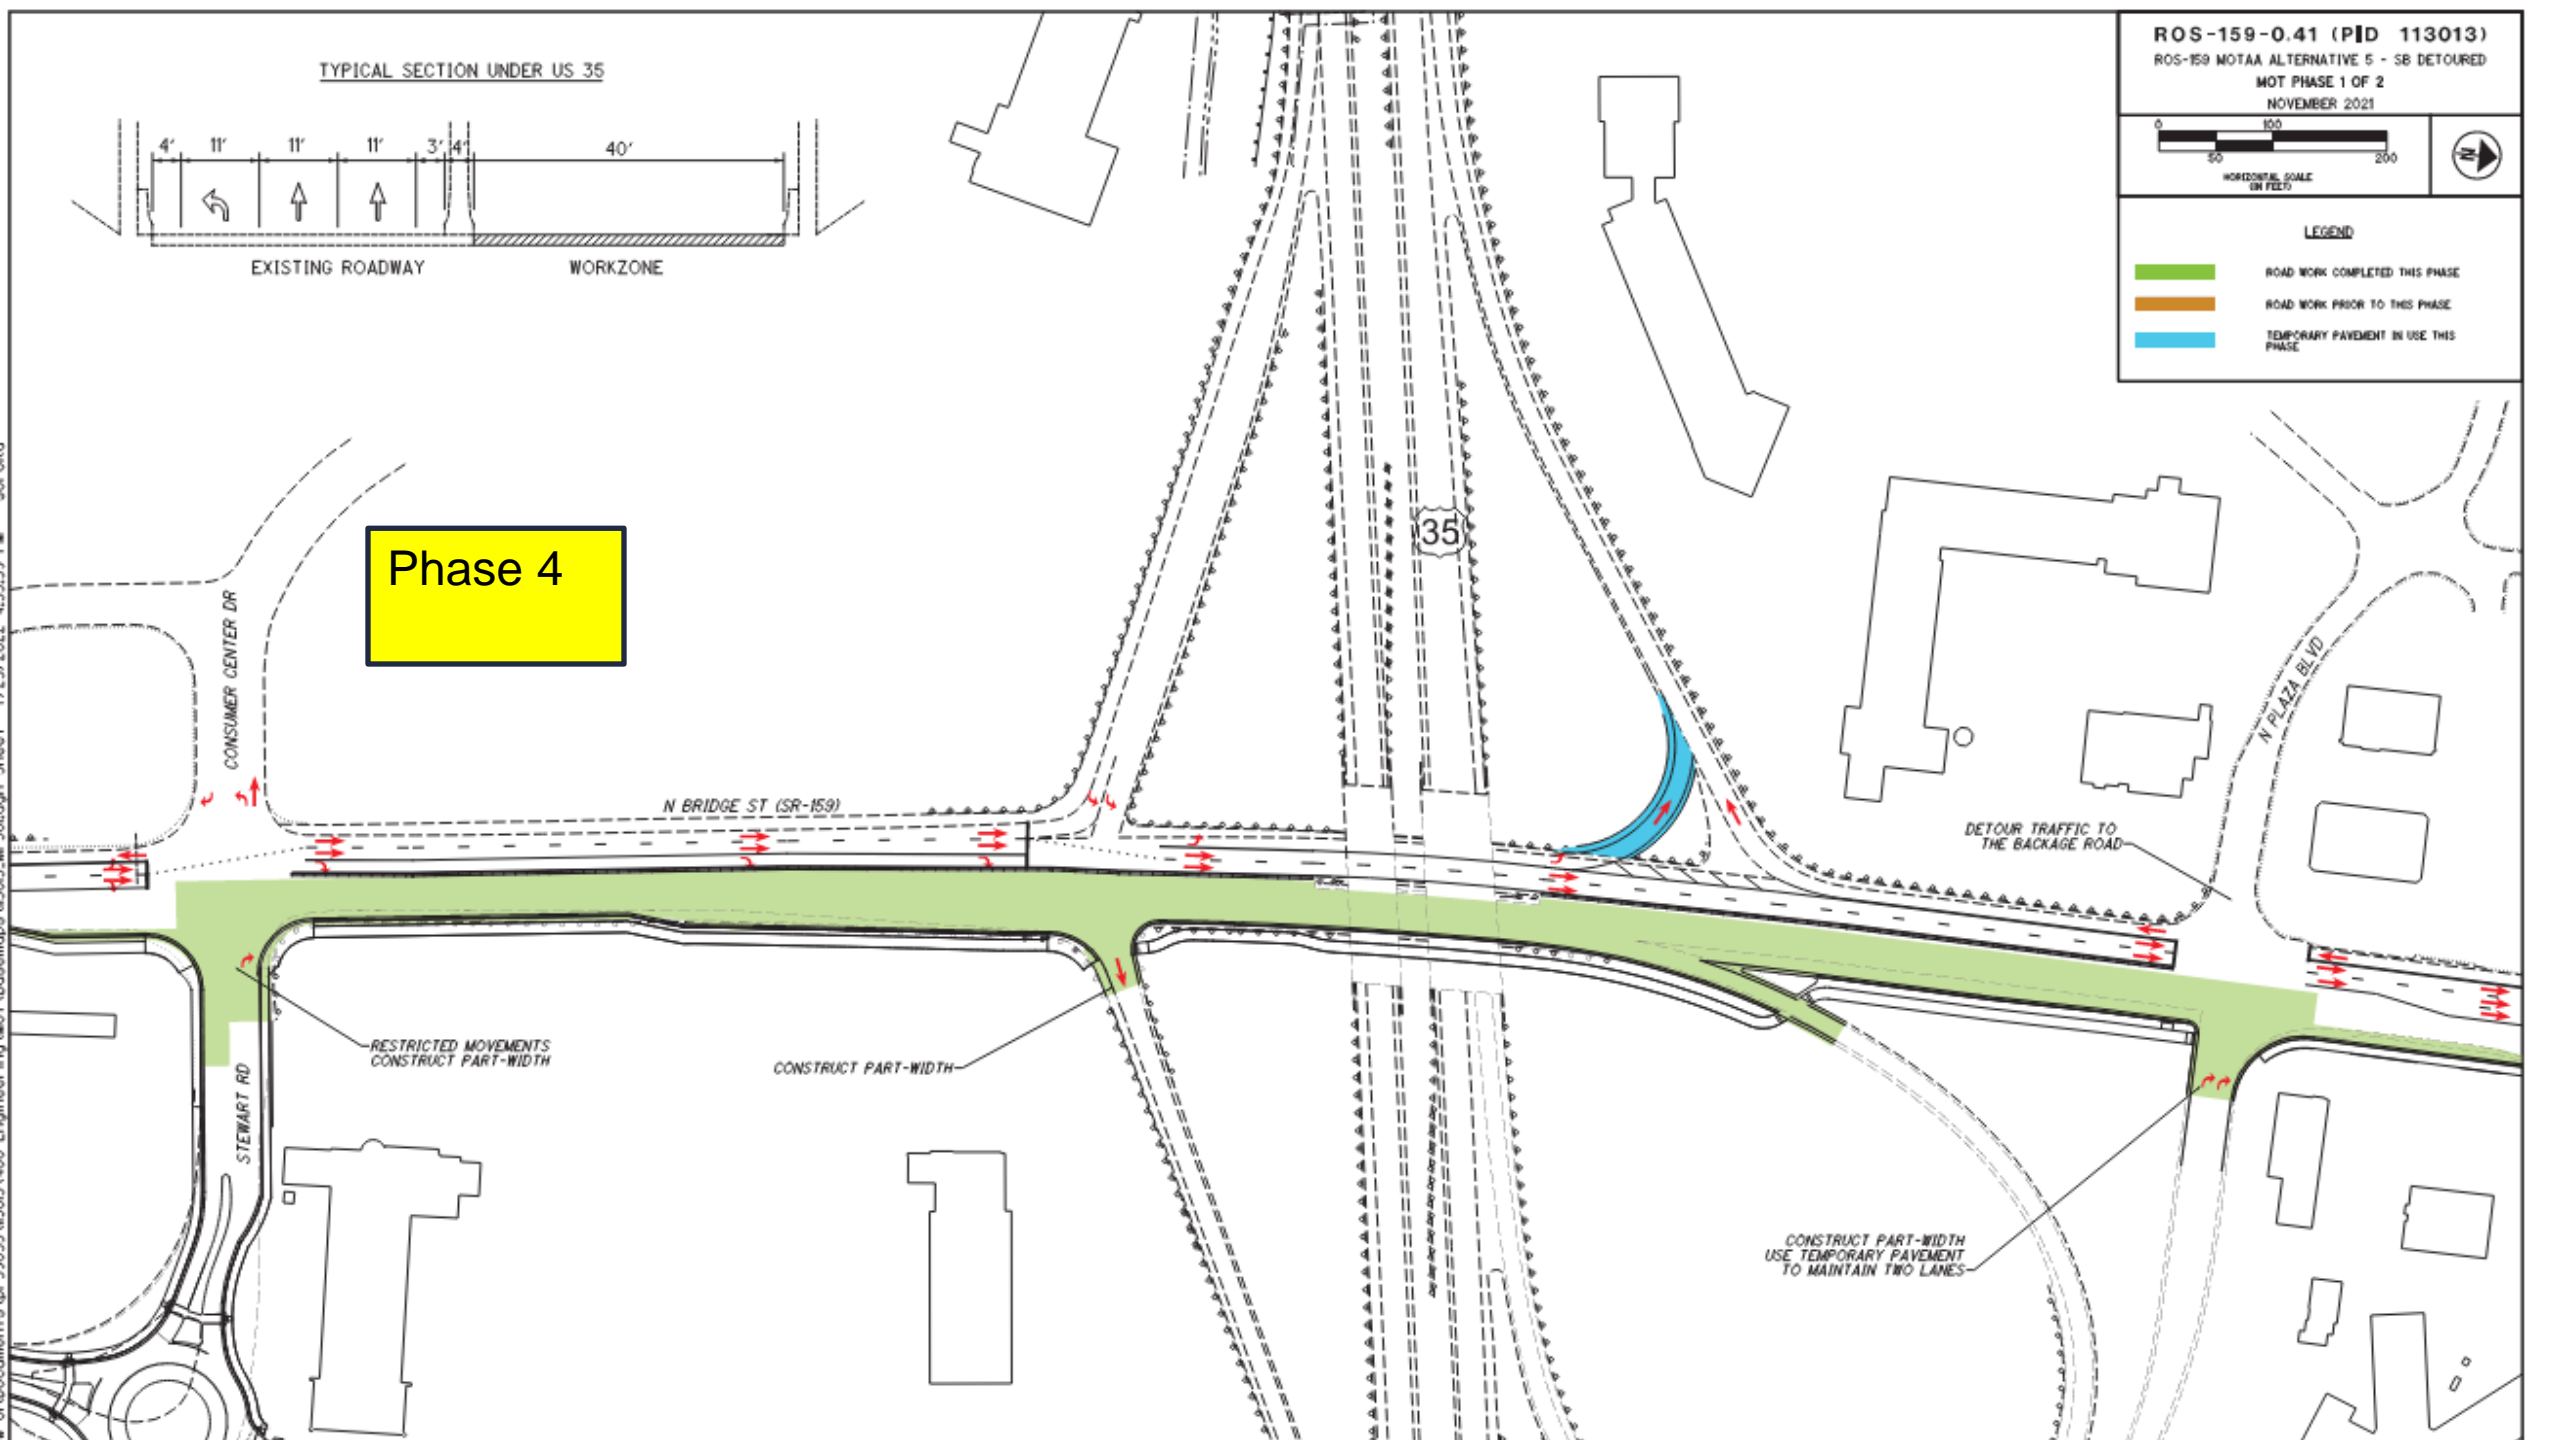 TYPICAL SECTION UNDER US 35
4' 11' 11' 11' 3' 4' 40'
EXISTING ROADWAY
WORKZONE
ROS-159-0.41 (PID 113013)
ROS-159 MOTAA ALTERNATIVE 5 - SB DETOURED
MOT PHASE 1 OF 2
NOVEMBER 2021
0 100
50 200
HORIZONTAL SCALE
(IN FEET)
N
LEGEND
ROAD WORK COMPLETED THIS PHASE
ROAD WORK PRIOR TO THIS PHASE
TEMPORARY PAVEMENT IN USE THIS
PHASE
Phase 4
35
CONSUMER CENTER DR
N BRIDGE ST (SR-159)
N PLAZA BLVD
DETOUR TRAFFIC TO
THE BACKAGE ROAD
RESTRICTED MOVEMENTS
CONSTRUCT PART-WIDTH
CONSTRUCT PART-WIDTH
STEWART RD
CONSTRUCT PART-WIDTH
USE TEMPORARY PAVEMENT
TO MAINTAIN TWO LANES